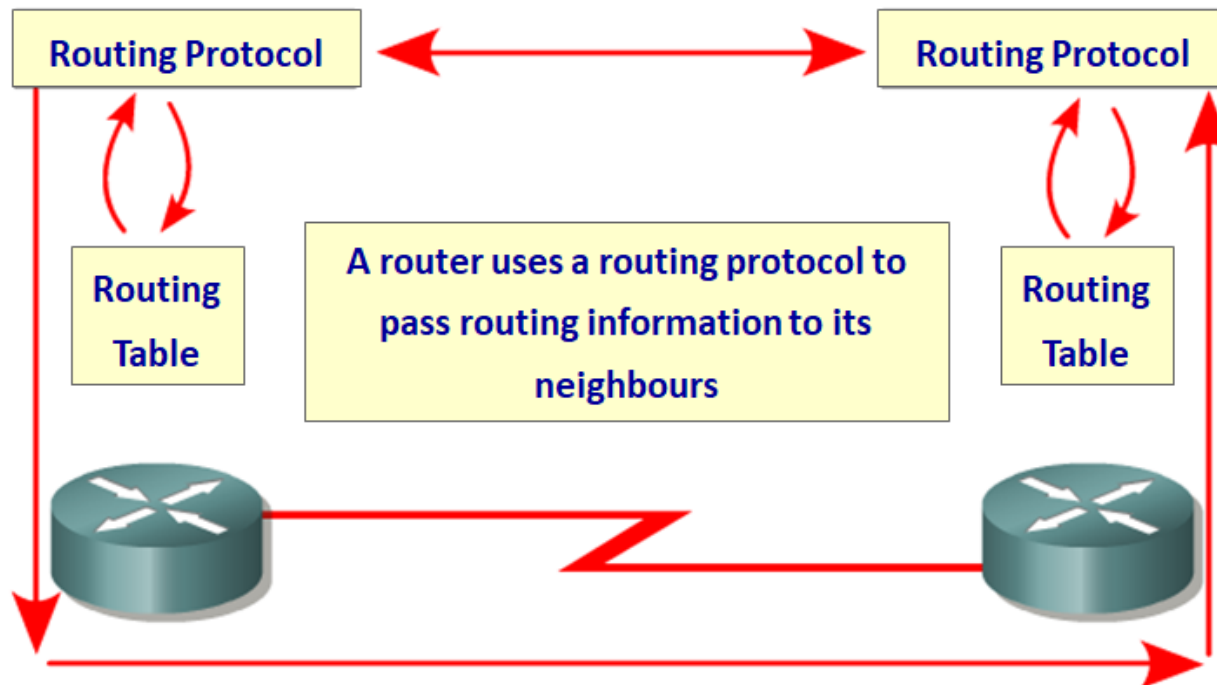 Routing Protocol
Routing Protocol
Routing
Table
A router uses a routing protocol to
pass routing information to its
neighbours
Routing
Table